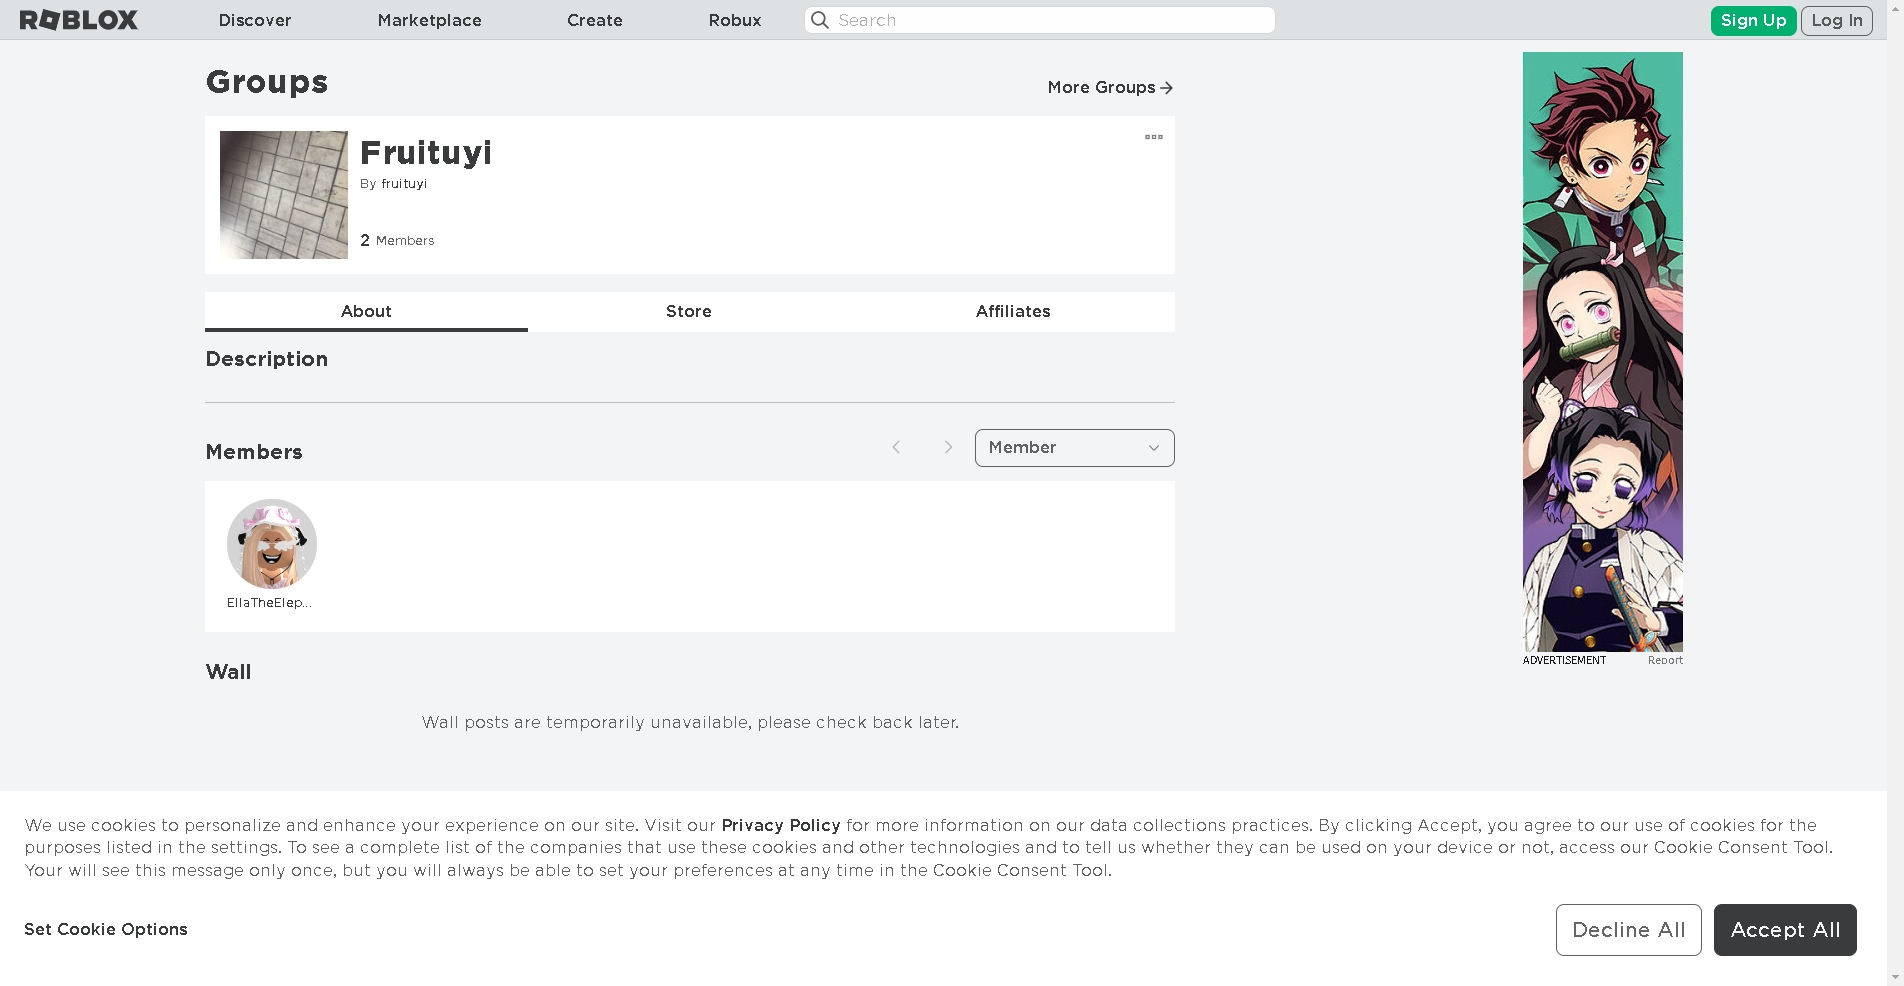 ROBLOX Discover Marketplace Create Robux Search Sign Up Log In
Groups
More Groups
Fruituyi
By fruituyi
2 Members
About Store Affiliates
Description
Members
Member
EllaTheElep...
Wall
Wall posts are temporarily unavailable, please check back later.
ADVERTISEMENT Report
We use cookies to personalize and enhance your experience on our site. Visit our Privacy Policy for more information on our data collections practices. By clicking Accept, you agree to our use of cookies for the
purposes listed in the settings. To see a complete list of the companies that use these cookies and other technologies and to tell us whether they can be used on your device or not, access our Cookie Consent Tool.
Your will see this message only once, but you will always be able to set your preferences at any time in the Cookie Consent Tool.
Set Cookie Options
Decline All
Accept All